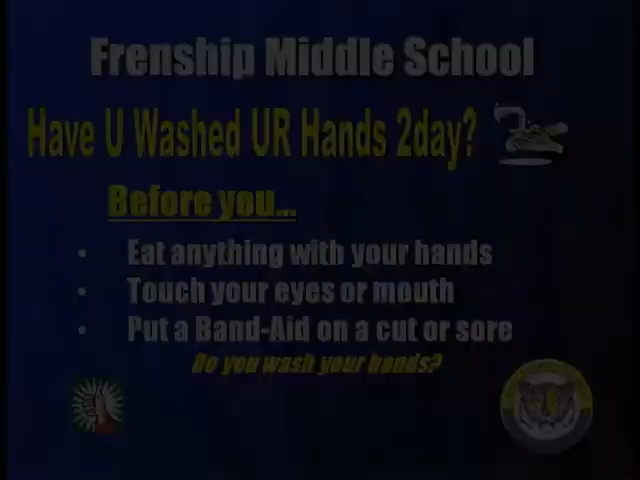 Frenship Middle School
Have U Washed UR Hands 2day?
Before you...
• Eat anything with your hands
• Touch your eyes or mouth
• Put a Band-Aid on a cut or sore
Do you wash your hands?